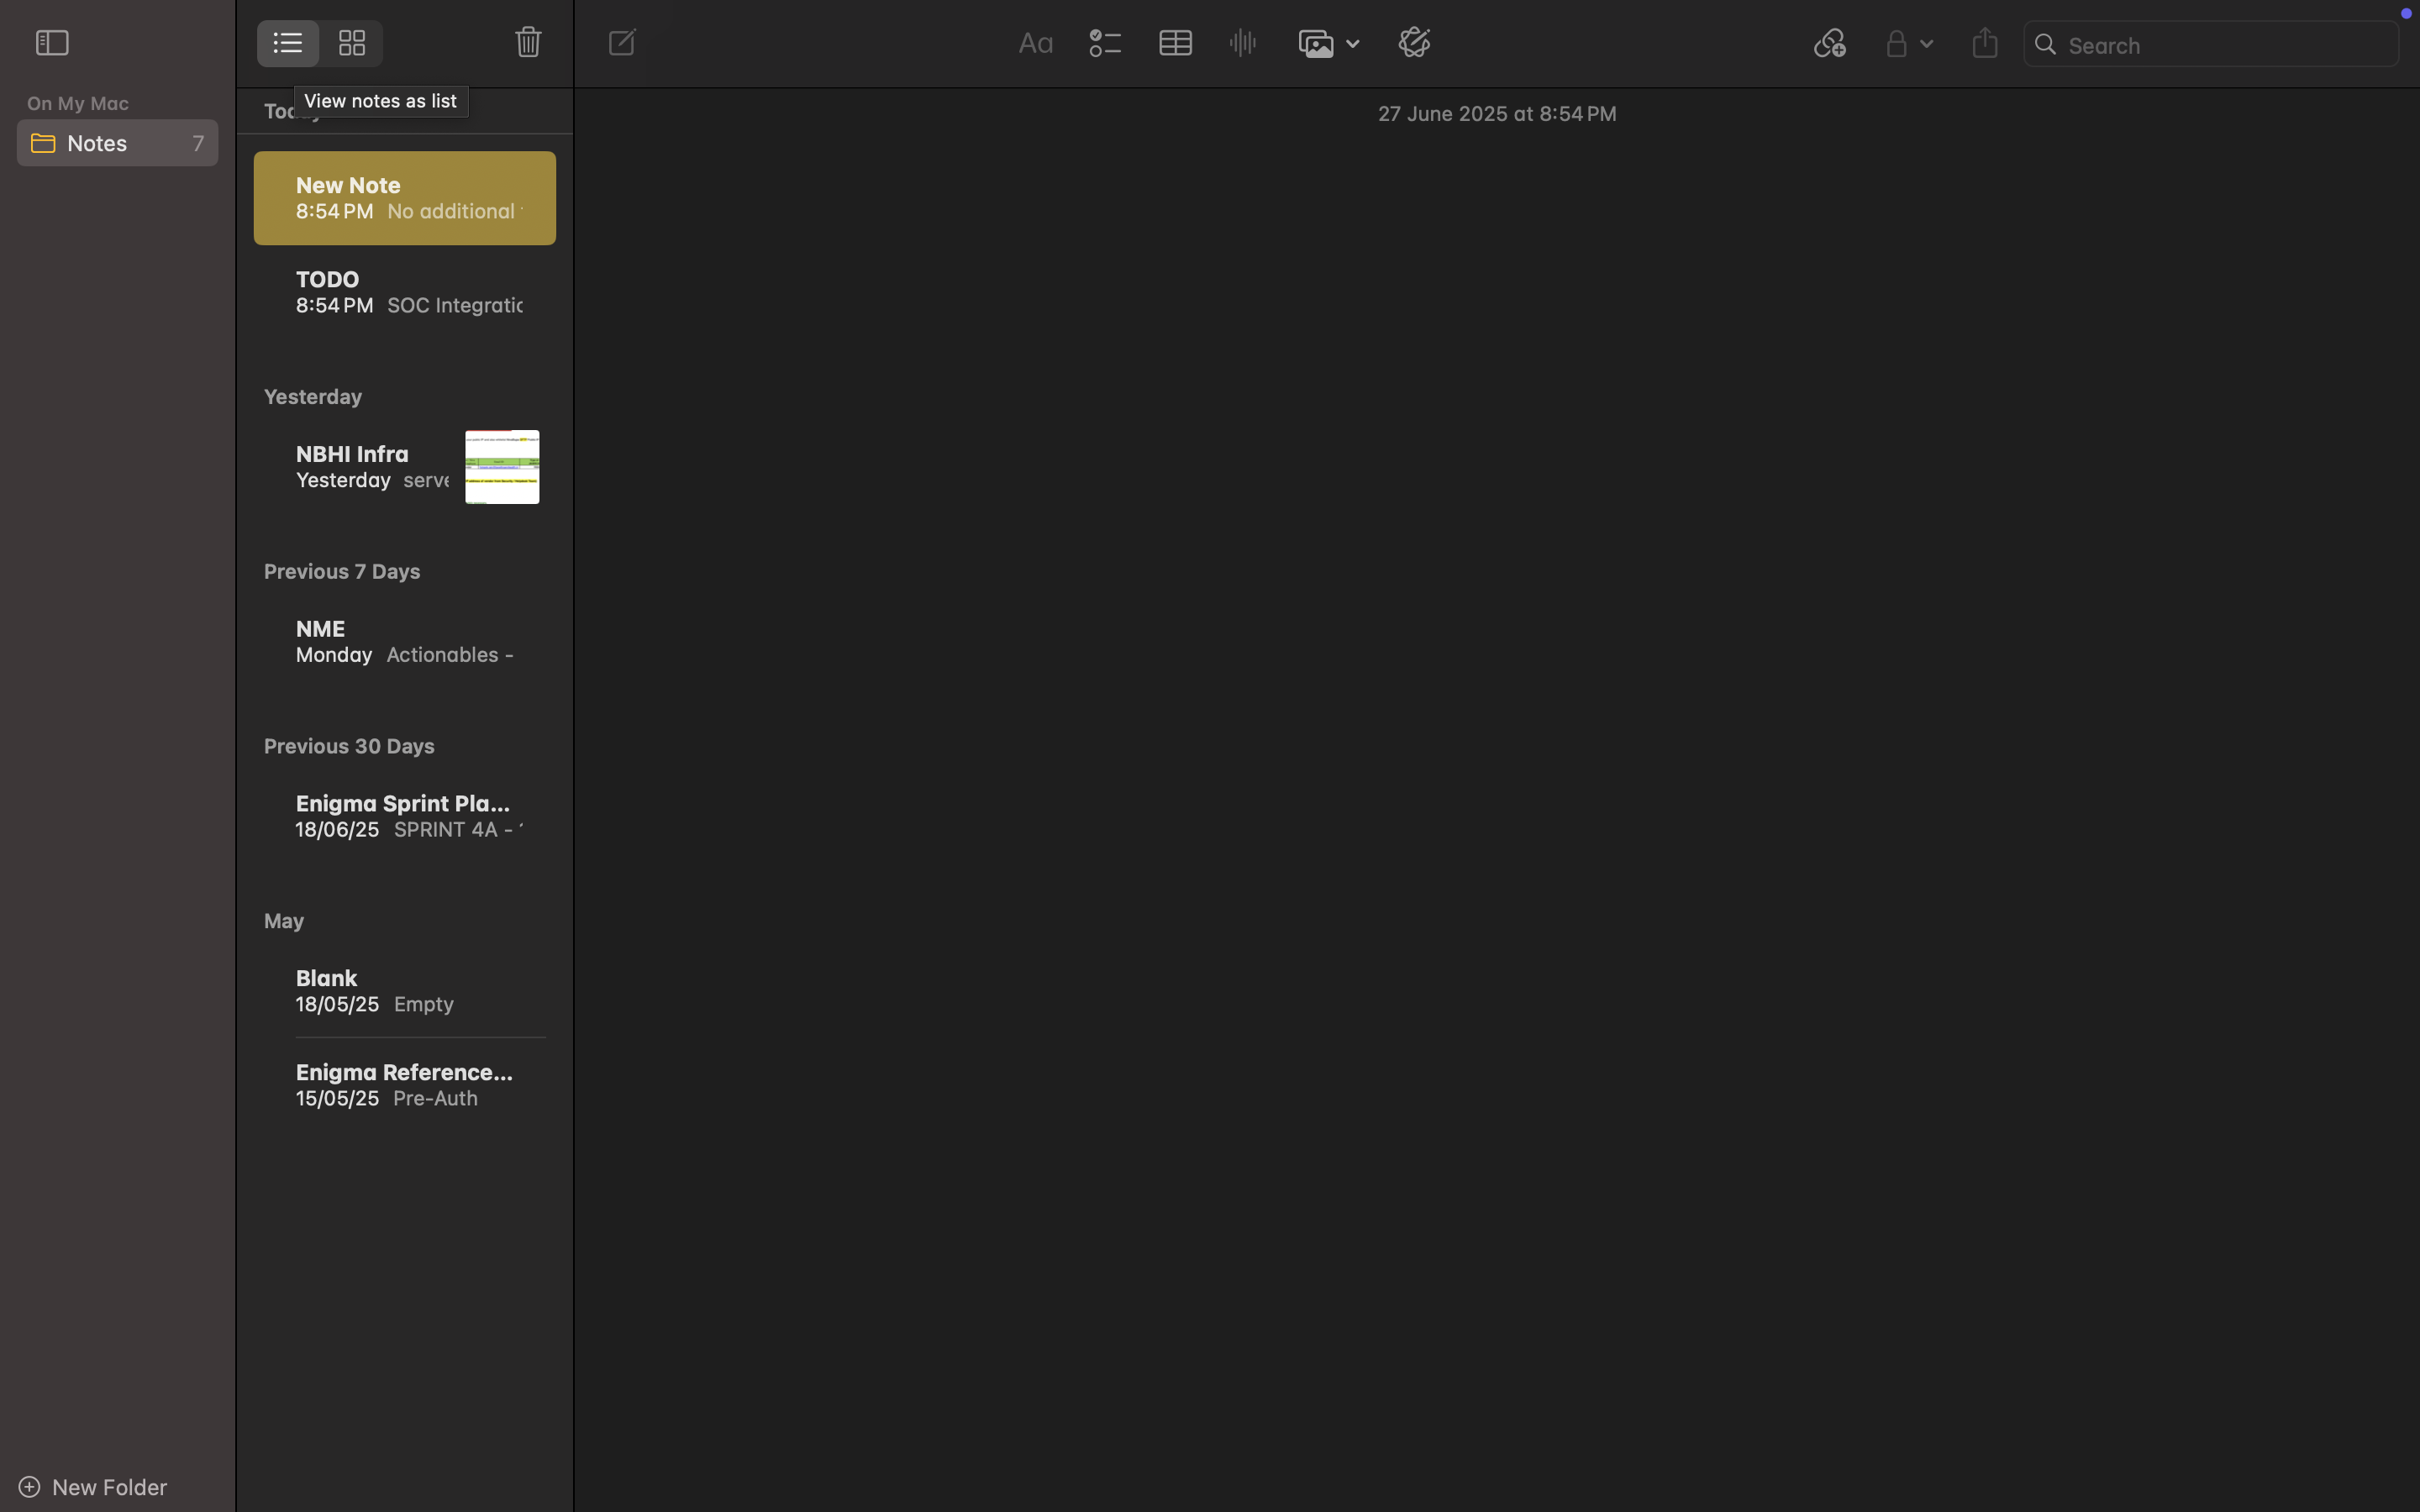 View notes as list
Search
On My Mac
27 June 2025 at 8:54 PM
Notes 7
New Note
8:54 PM No additional
TODO
8:54 PM SOC Integratic
Yesterday
NBHI Infra
Yesterday serve
Previous 7 Days
NME
Monday Actionables -
Previous 30 Days
Enigma Sprint Pla...
18/06/25 SPRINT 4A -
May
Blank
18/05/25 Empty
Enigma Reference...
15/05/25 Pre-Auth
New Folder
Aa